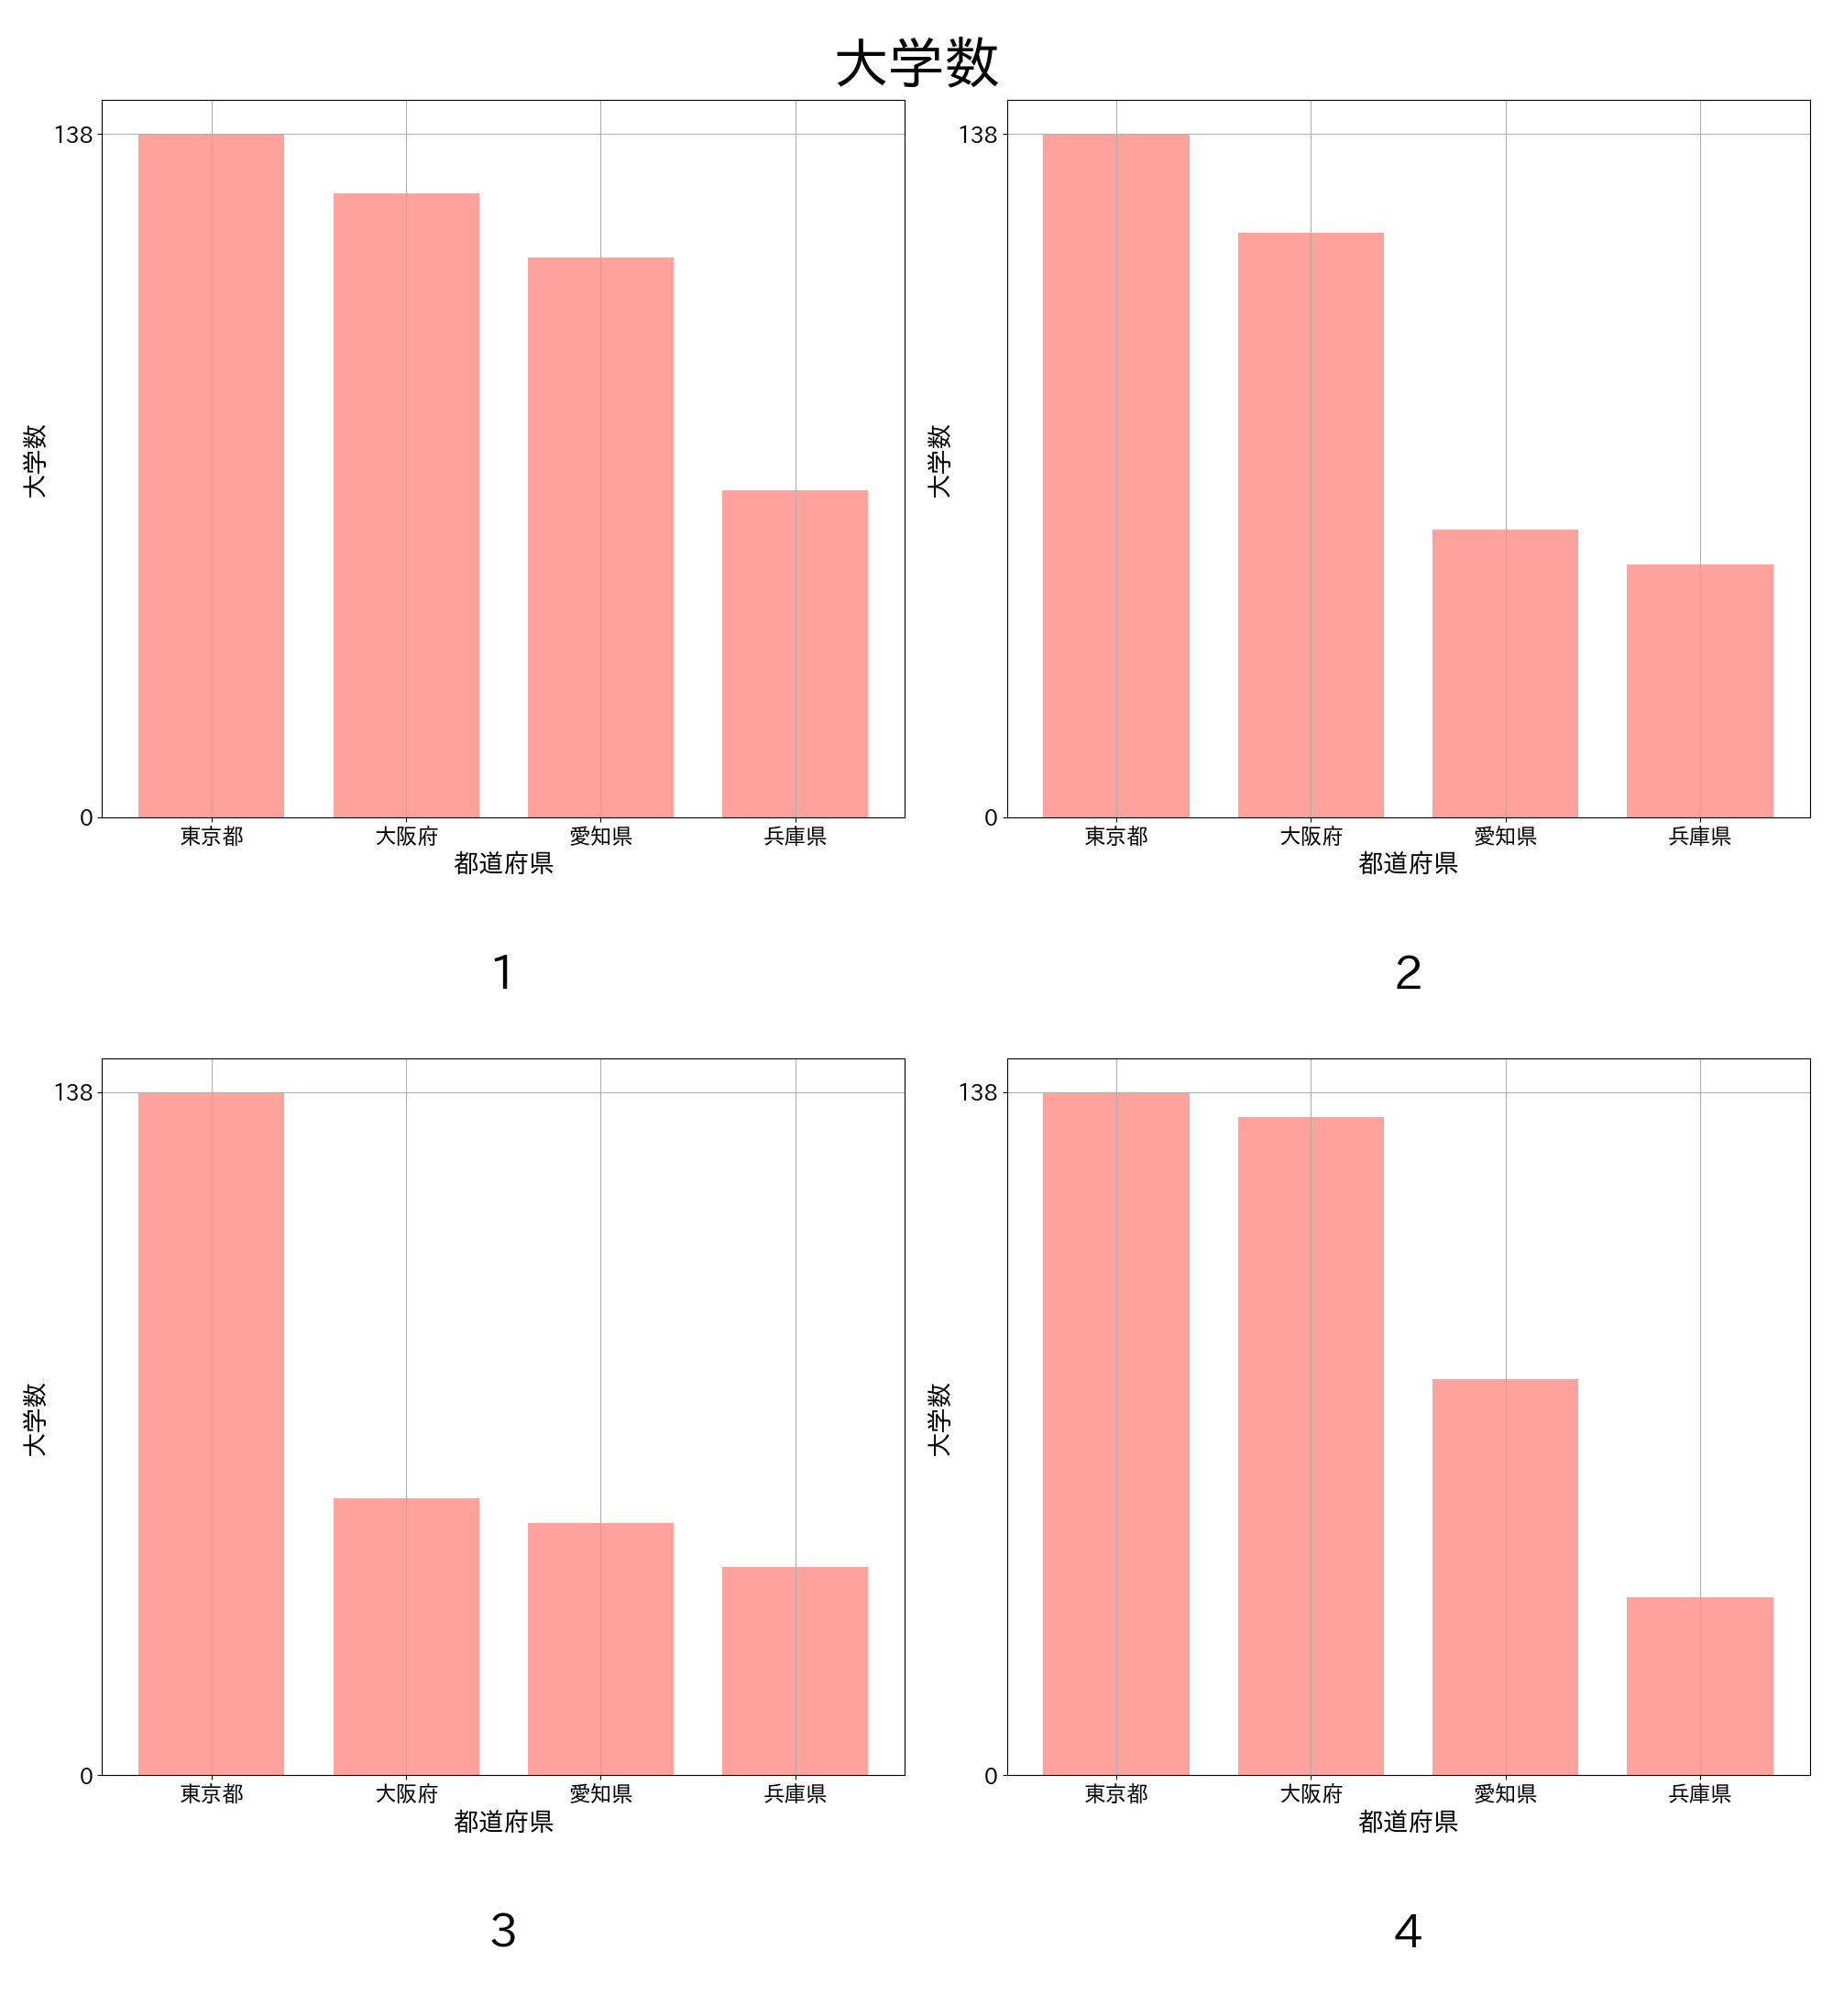 大学数
138
0
大学数
東京都 大阪府 愛知県 兵庫県
都道府県
1
138
0
大学数
東京都 大阪府 愛知県 兵庫県
都道府県
2
138
0
大学数
東京都 大阪府 愛知県 兵庫県
都道府県
3
138
0
大学数
東京都 大阪府 愛知県 兵庫県
都道府県
4